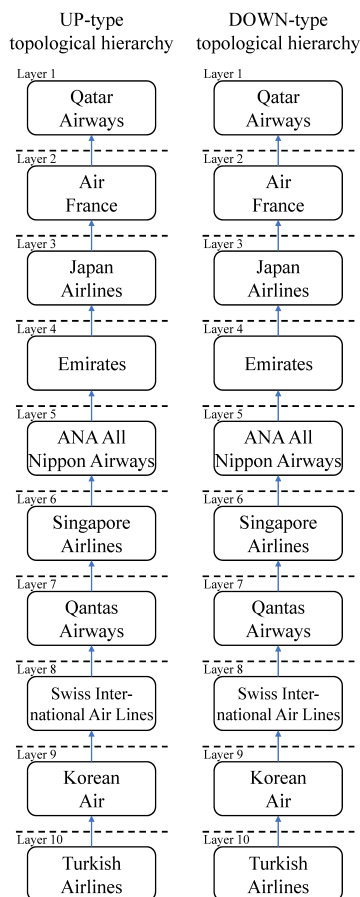 UP-type
topological hierarchy
Layer 1
Qatar
Airways
Layer 2
Air
France
Layer 3
Japan
Airlines
Layer 4
Emirates
Layer 5
ANA All
Nippon Airways
Layer 6
Singapore
Airlines
Layer 7
Qantas
Airways
Layer 8
Swiss Inter-
national Air Lines
Layer 9
Korean
Air
Layer 10
Turkish
Airlines
DOWN-type
topological hierarchy
Layer 1
Qatar
Airways
Layer 2
Air
France
Layer 3
Japan
Airlines
Layer 4
Emirates
Layer 5
ANA All
Nippon Airways
Layer 6
Singapore
Airlines
Layer 7
Qantas
Airways
Layer 8
Swiss Inter-
national Air Lines
Layer 9
Korean
Air
Layer 10
Turkish
Airlines